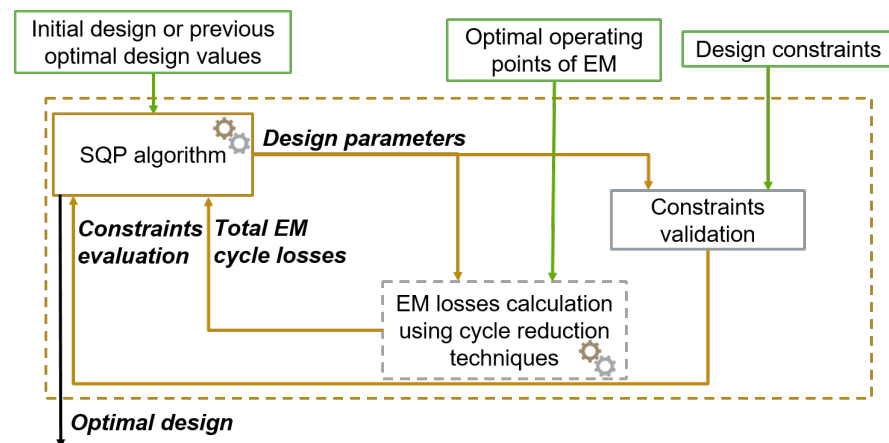 Initial design or previous
optimal design values
Optimal operating
points of EM
Design constraints
SQP algorithm
Design parameters
Constraints
validation
Constraints
evaluation
Total EM
cycle losses
EM losses calculation
using cycle reduction
techniques
Optimal design